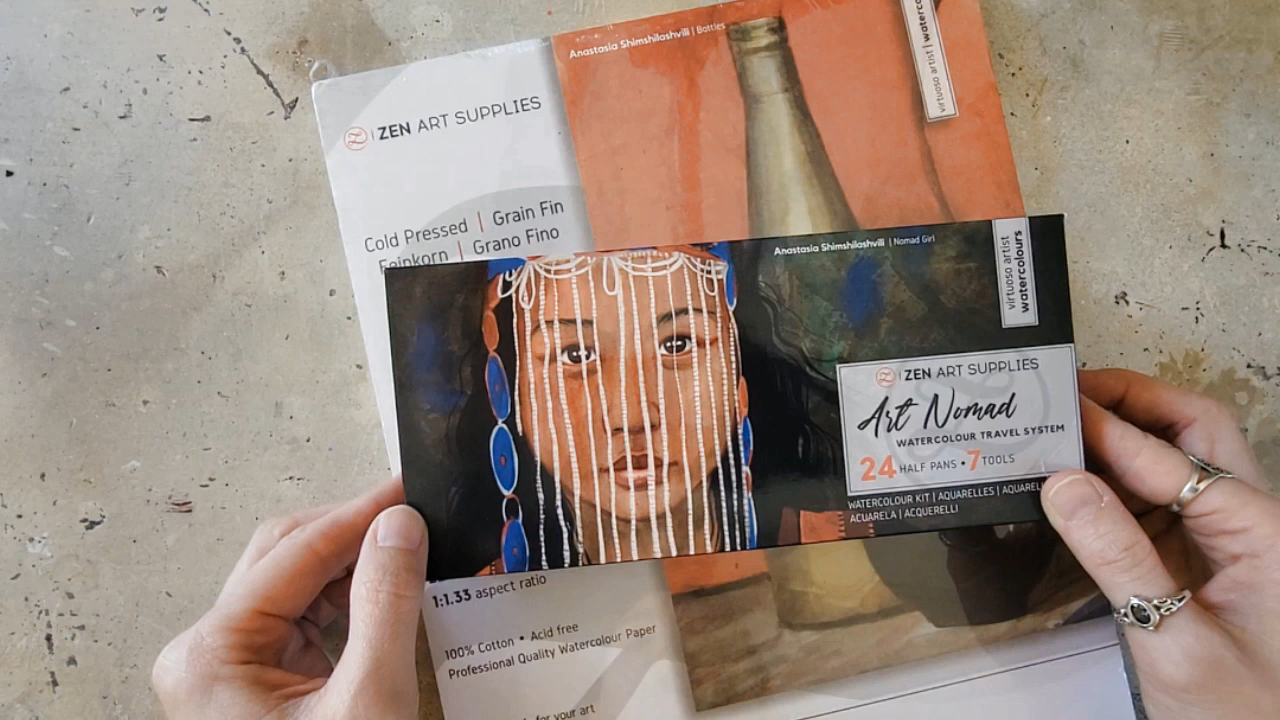 Anastasia Shimshilashvili | Bottles
virtuoso artist |
ZEN ART SUPPLIES
Cold Pressed | Grain Fin
Feinkorn | Grano Fino
Anastasia Shimshilashvili | Nomad Girl
virtuoso artist
watercolours
ZEN ART SUPPLIES
Art Nomad
WATERCOLOUR TRAVEL SYSTEM
24 HALF PANS • 7 TOOLS
WATERCOLOUR KIT | AQUARELLES |
ACUARELA | ACQUERELLI
1:1.33 aspect ratio
100% Cotton • Acid free
Professional Quality Watercolour Paper
for your art